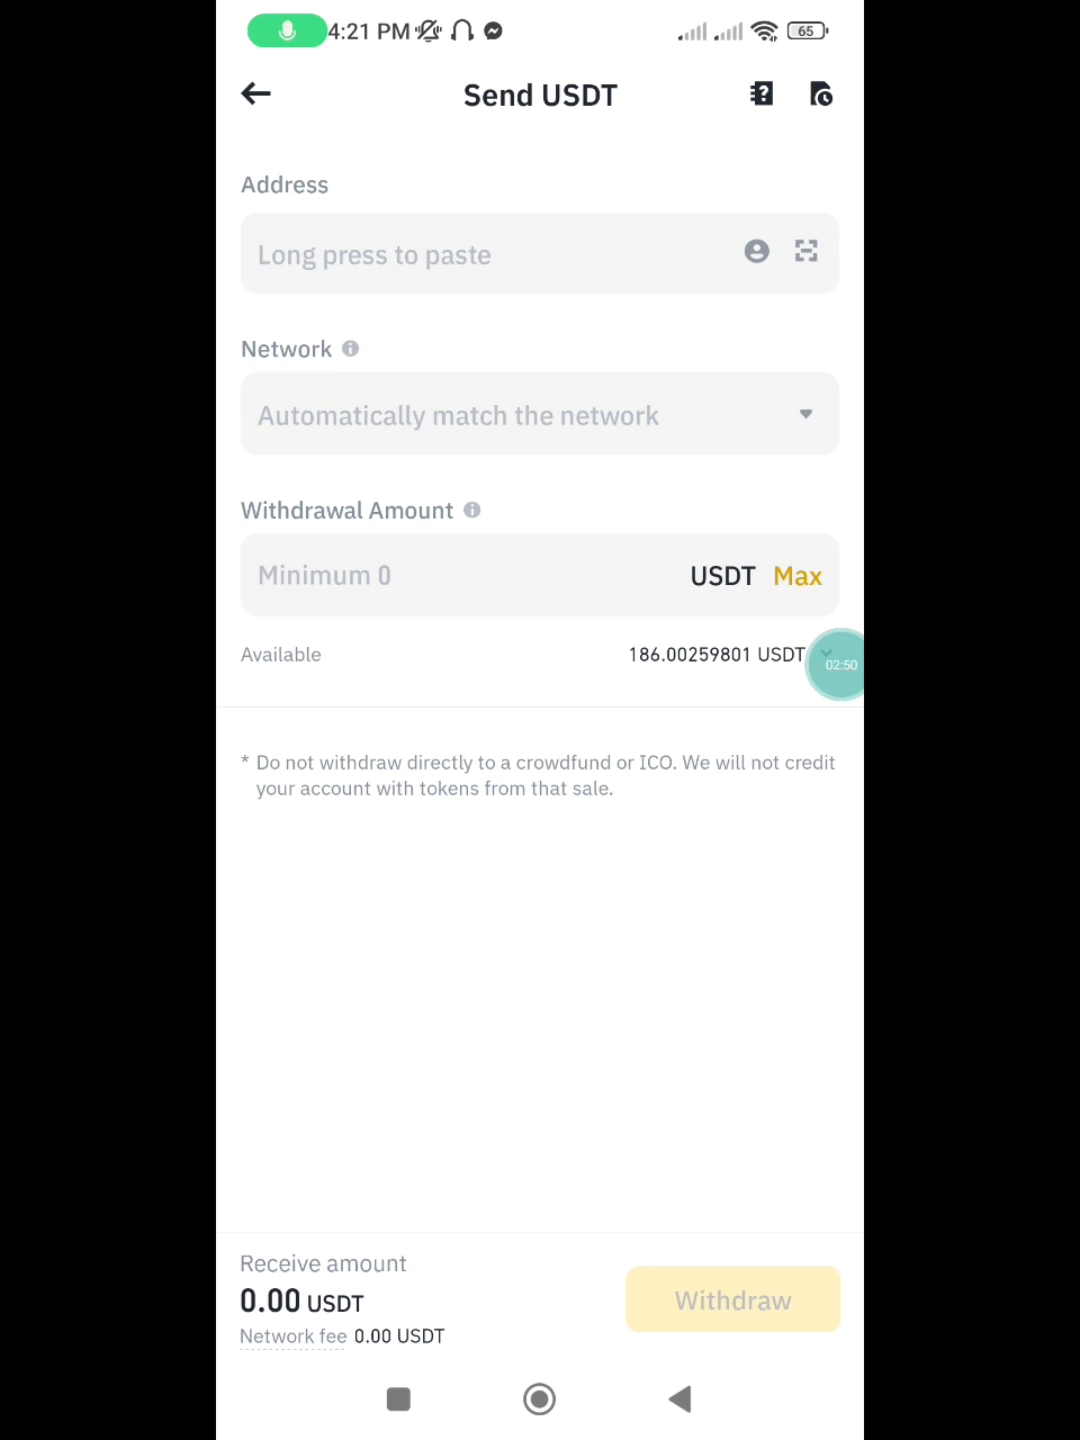 4:21 PM
65
Send USDT
Address
Long press to paste
Network
Automatically match the network
Withdrawal Amount
Minimum 0 USDT Max
Available 186.00259801 USDT
02:50
* Do not withdraw directly to a crowdfund or ICO. We will not credit
your account with tokens from that sale.
Receive amount
0.00 USDT
Network fee 0.00 USDT
Withdraw